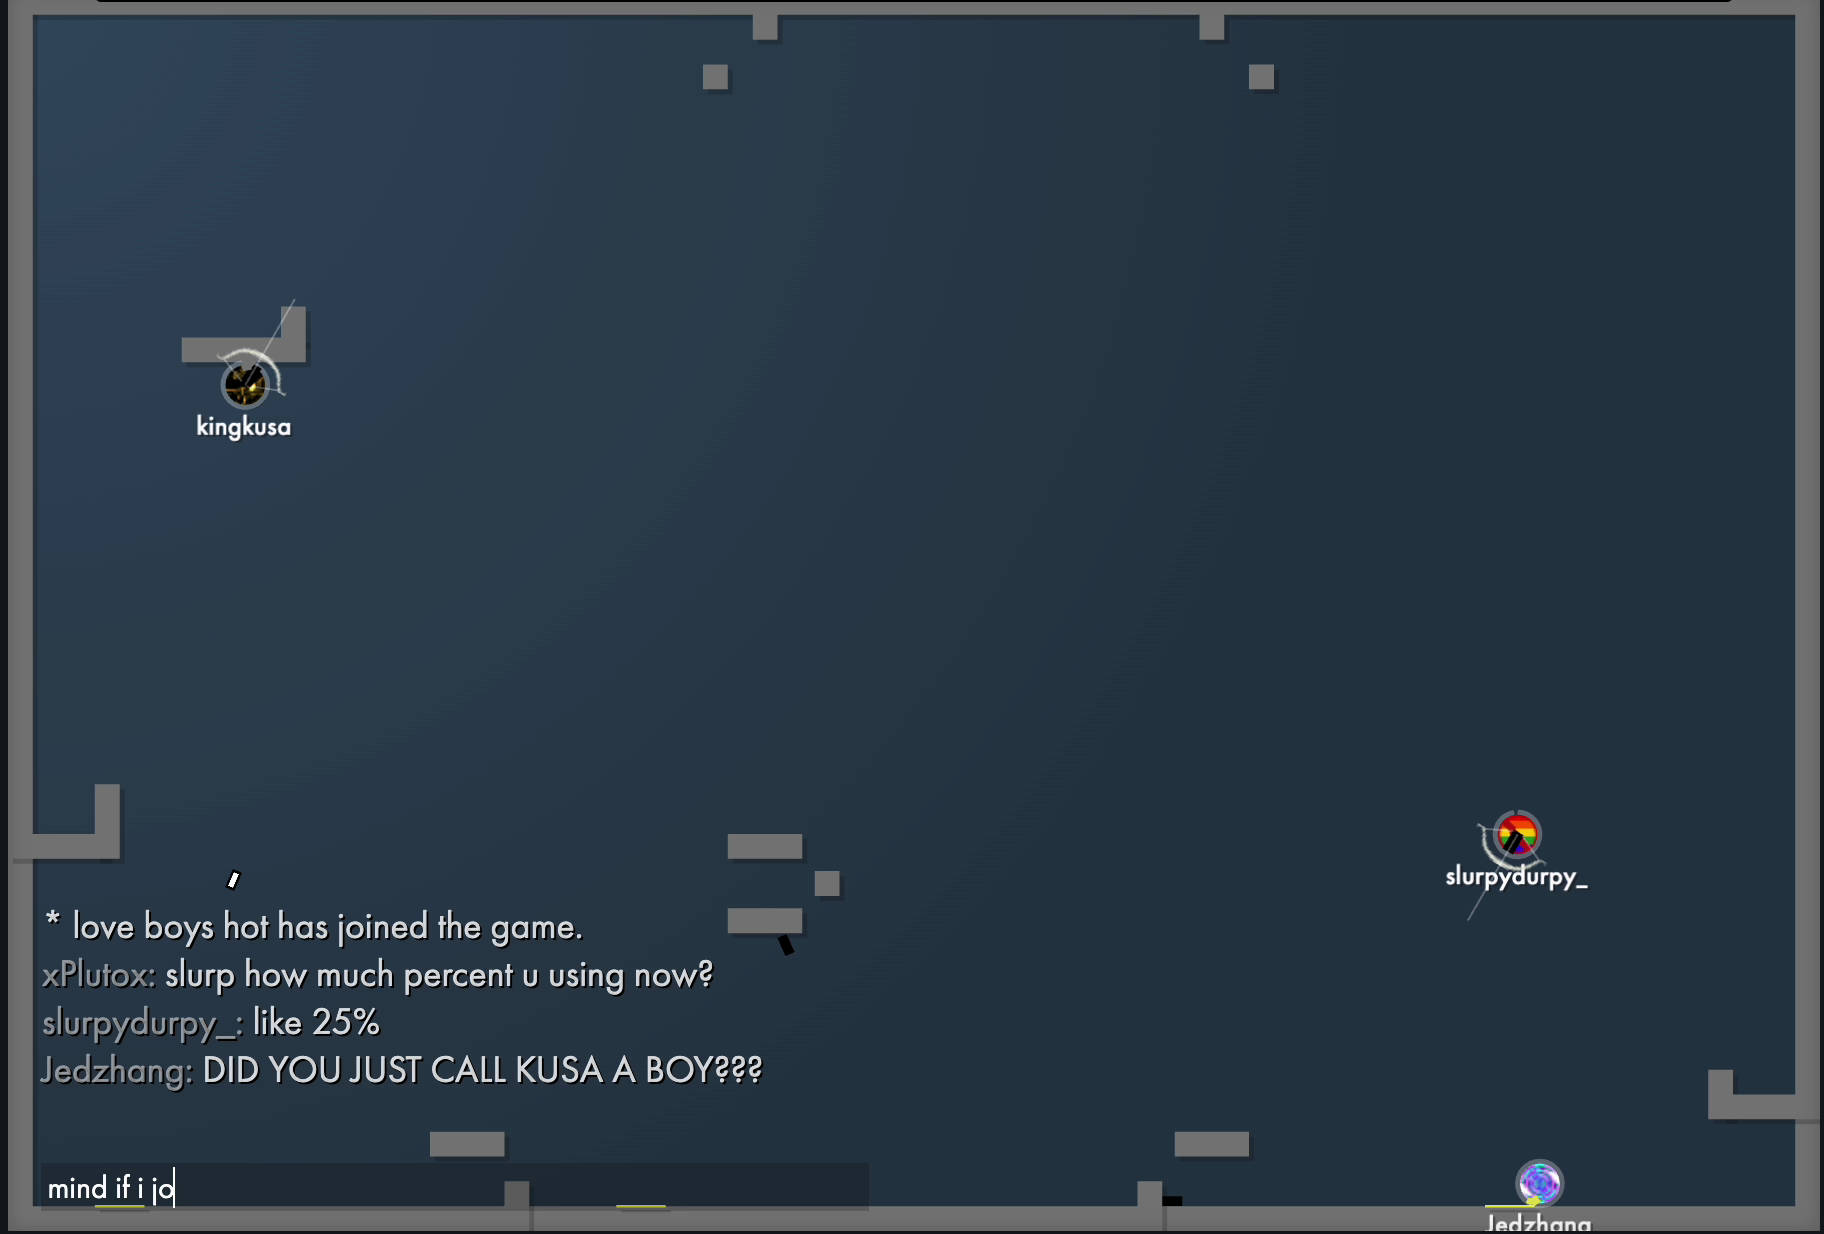 kingkusa
slurpydurpy_
* love boys hot has joined the game.
xPlutox: slurp how much percent u using now?
slurpydurpy_: like 25%
Jedzhang: DID YOU JUST CALL KUSA A BOY???
mind if i jo
Jedzhang